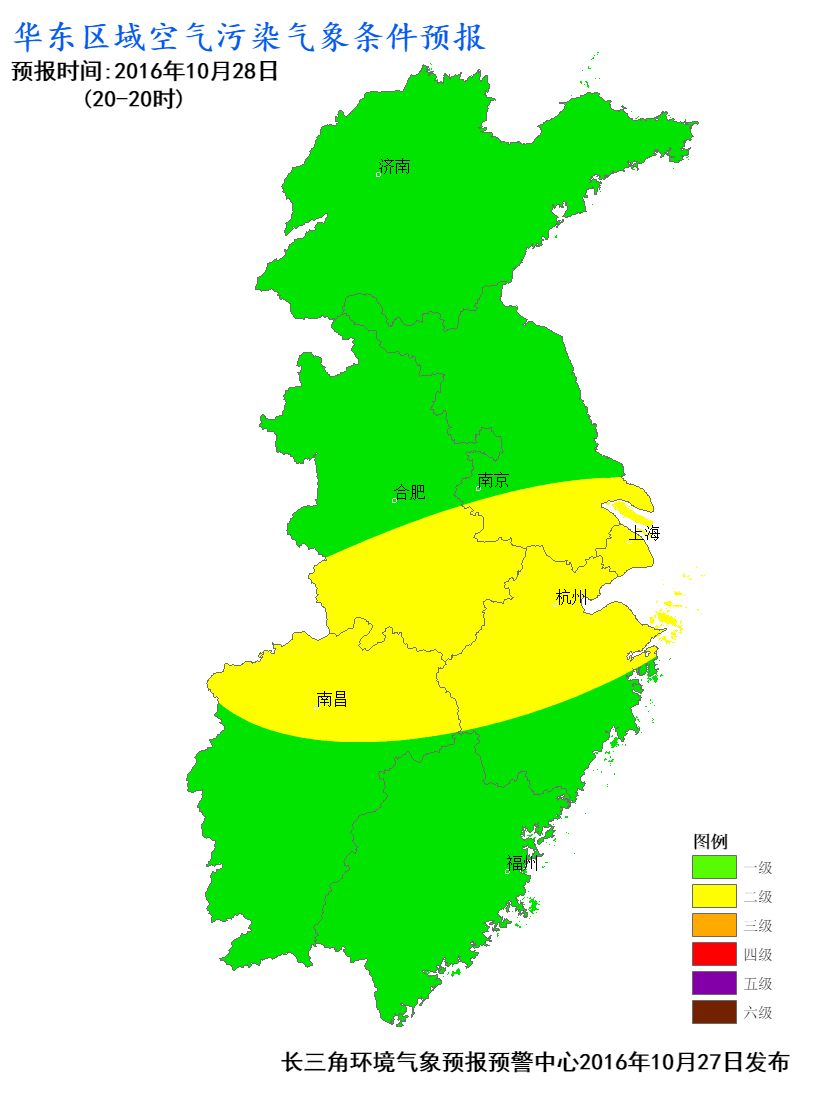 华东区域空气污染气象条件预报
预报时间:2016年10月28日
(20-20时)
济南
南京
合肥
上海
杭州
南昌
福州
图例
一级
二级
三级
四级
五级
六级
长三角环境气象预报预警中心2016年10月27日发布